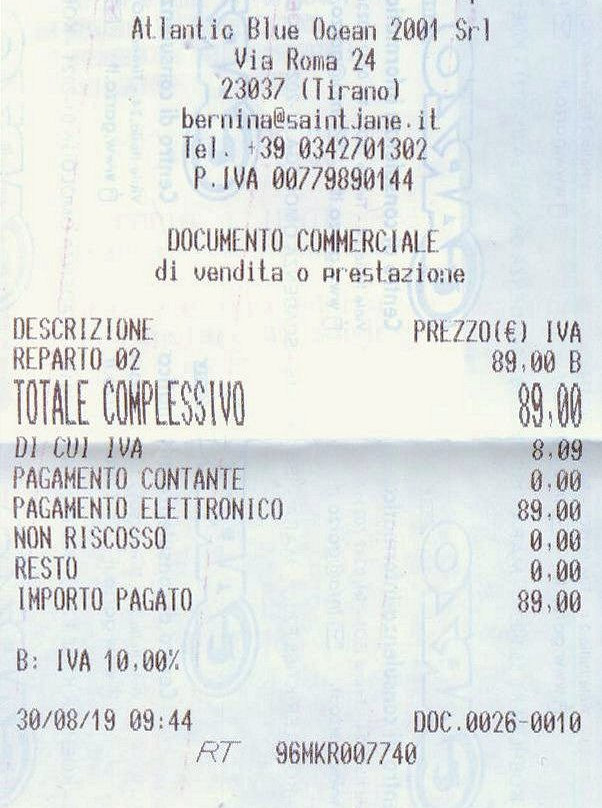 Atlantic Blue Ocean 2001 Srl
Via Roma 24
23037 (Tirano)
bernina@saintjane.it
Tel. +39 0342701302
P.IVA 00779890144
DOCUMENTO COMMERCIALE
di vendita o prestazione
DESCRIZIONE PREZZO(€) IVA
REPARTO 02 89,00 B
TOTALE COMPLESSIVO 89,00
DI CUI IVA 8,09
PAGAMENTO CONTANTE 0,00
PAGAMENTO ELETTRONICO 89,00
NON RISCOSSO 0,00
RESTO 0,00
IMPORTO PAGATO 89,00
B: IVA 10,00%
30/08/19 09:44 DOC.0026-0010
RT 96MKR007740